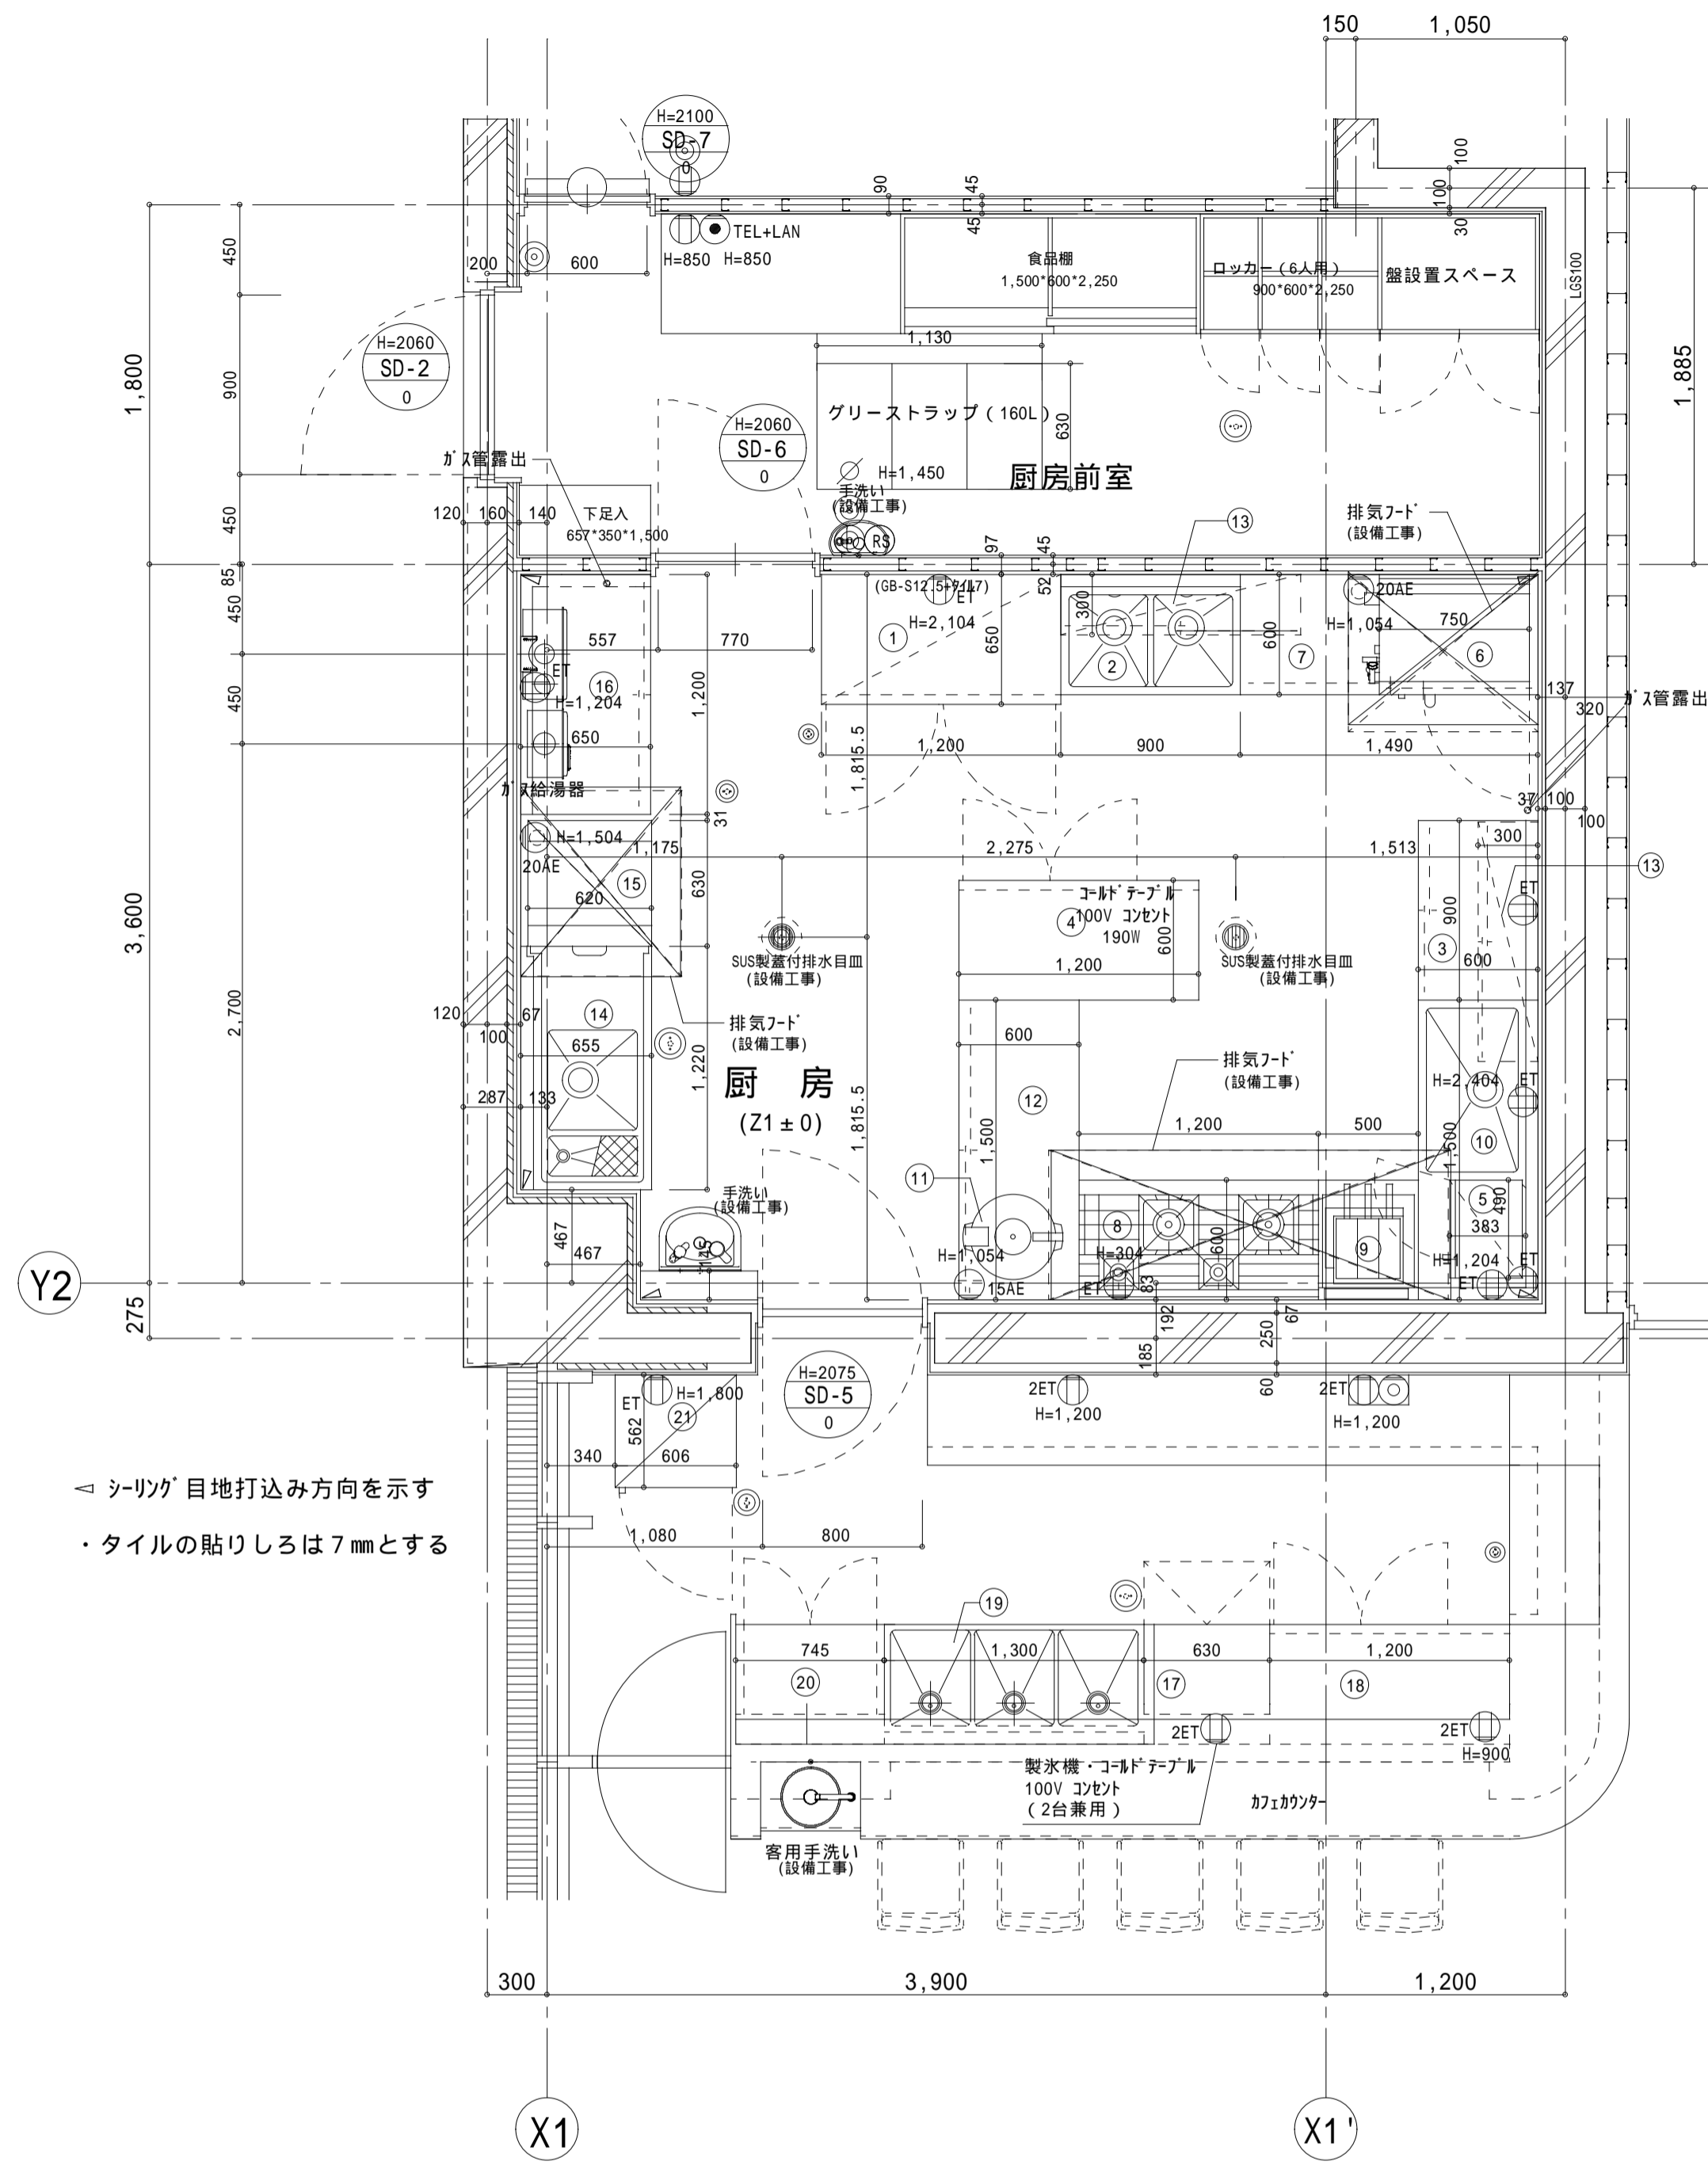 150
1,050
H=2100
SD-7
0
90
45
45
100
100
30
TEL+LAN
H=850
H=850
食品棚
1,500*600*2,250
ロッカー(6人用)
900*600*2,250
盤設置スペース
LGS100
450
200
600
H=2060
SD-2
0
1,800
900
1,130
グリーストラップ(160L)
630
1,885
H=2060
SD-6
0
ガス管露出
H=1,450
厨房前室
手洗い
(設備工事)
RS
排気フード
(設備工事)
13
450
120
160
140
下足入
657*350*1,500
97
45
85
(GB-S12.5+タイル7)
ET
52
300
20AE
H=2,104
H=1,054
750
450
557
770
1
650
2
600
7
6
ET
16
H=1,204
1,200
137
ガス管露出
320
450
650
1,815.5
1,200
900
1,490
ガス給湯器
31
37
100
100
H=1,504
20AE
1,175
2,275
1,513
300
13
15
620
630
コールドテーブル
100V コンセント
190W
4
600
ET
900
3
3,600
SUS製蓋付排水目皿
(設備工事)
1,200
SUS製蓋付排水目皿
(設備工事)
600
2,700
120
67
100
14
排気フード
(設備工事)
655
1,220
600
排気フード
(設備工事)
厨 房
(Z1±0)
H=2,404
ET
287
133
12
1,815.5
1,500
1,200
500
1,500
10
11
手洗い
(設備工事)
5
490
383
467
467
145
8
600
9
H=1,054
H=304
H=1,204
ET
15AE
ET
83
ET
Y2
275
192
67
250
185
60
H=2075
SD-5
0
ET
H=1,800
21
562
2ET
H=1,200
2ET
H=1,200
340
606
シーリング目地打込み方向を示す
・タイルの貼りしろは7㎜とする
1,080
800
19
745
1,300
630
1,200
20
17
18
2ET
2ET
H=900
製氷機・コールドテーブル
100V コンセント
(2台兼用)
カフェカウンター
客用手洗い
(設備工事)
300
3,900
1,200
X1
X1'